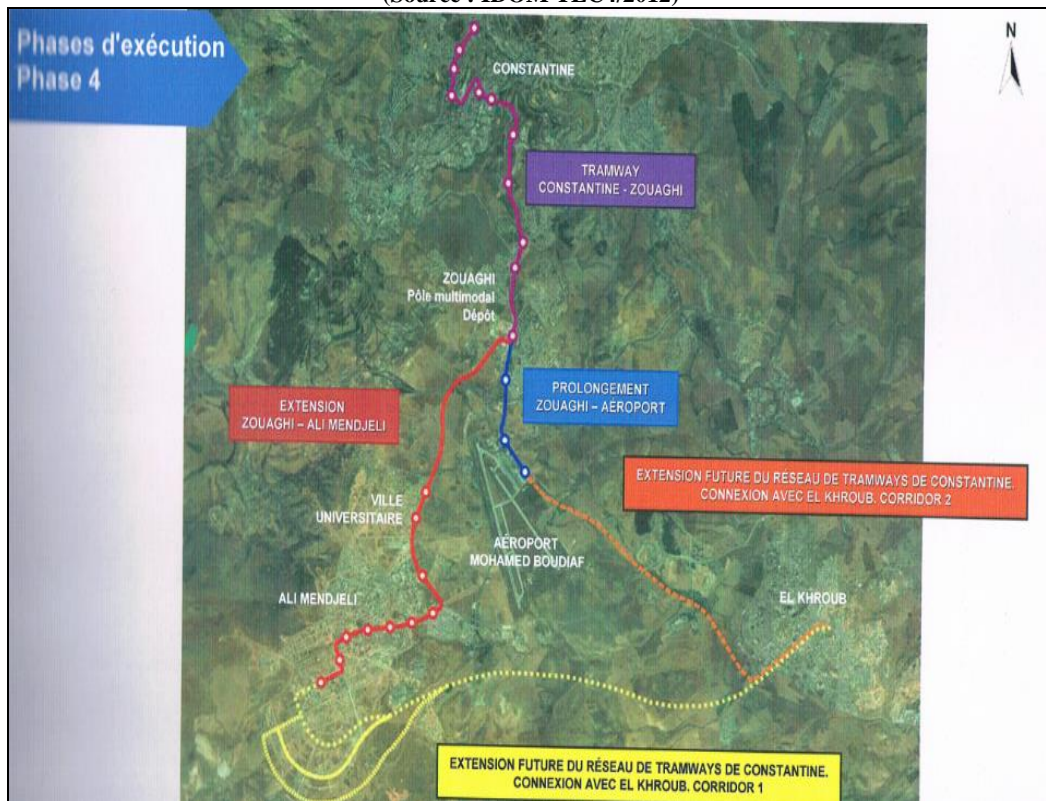 (Source : IDOM-TEC4/2012)
Phases d'exécution
Phase 4
N
CONSTANTINE
TRAMWAY
CONSTANTINE - ZOUAGHI
ZOUAGHI
Pôle multimodal
Dépôt
EXTENSION
ZOUAGHI – ALI MENDJELI
PROLONGEMENT
ZOUAGHI – AÉROPORT
EXTENSION FUTURE DU RÉSEAU DE TRAMWAYS DE CONSTANTINE.
CONNEXION AVEC EL KHROUB. CORRIDOR 2
VILLE
UNIVERSITAIRE
AÉROPORT
MOHAMED BOUDIAF
ALI MENDJELI
EL KHROUB
EXTENSION FUTURE DU RÉSEAU DE TRAMWAYS DE CONSTANTINE.
CONNEXION AVEC EL KHROUB. CORRIDOR 1